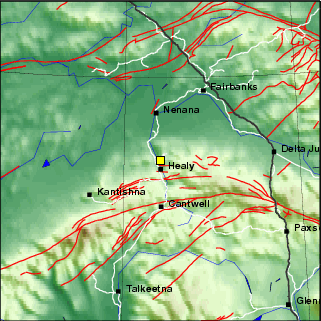 Fairbanks
Nenana
Delta Ju
Healy
Kantishna
Cantwell
Paxs
Talkeetna
Glen